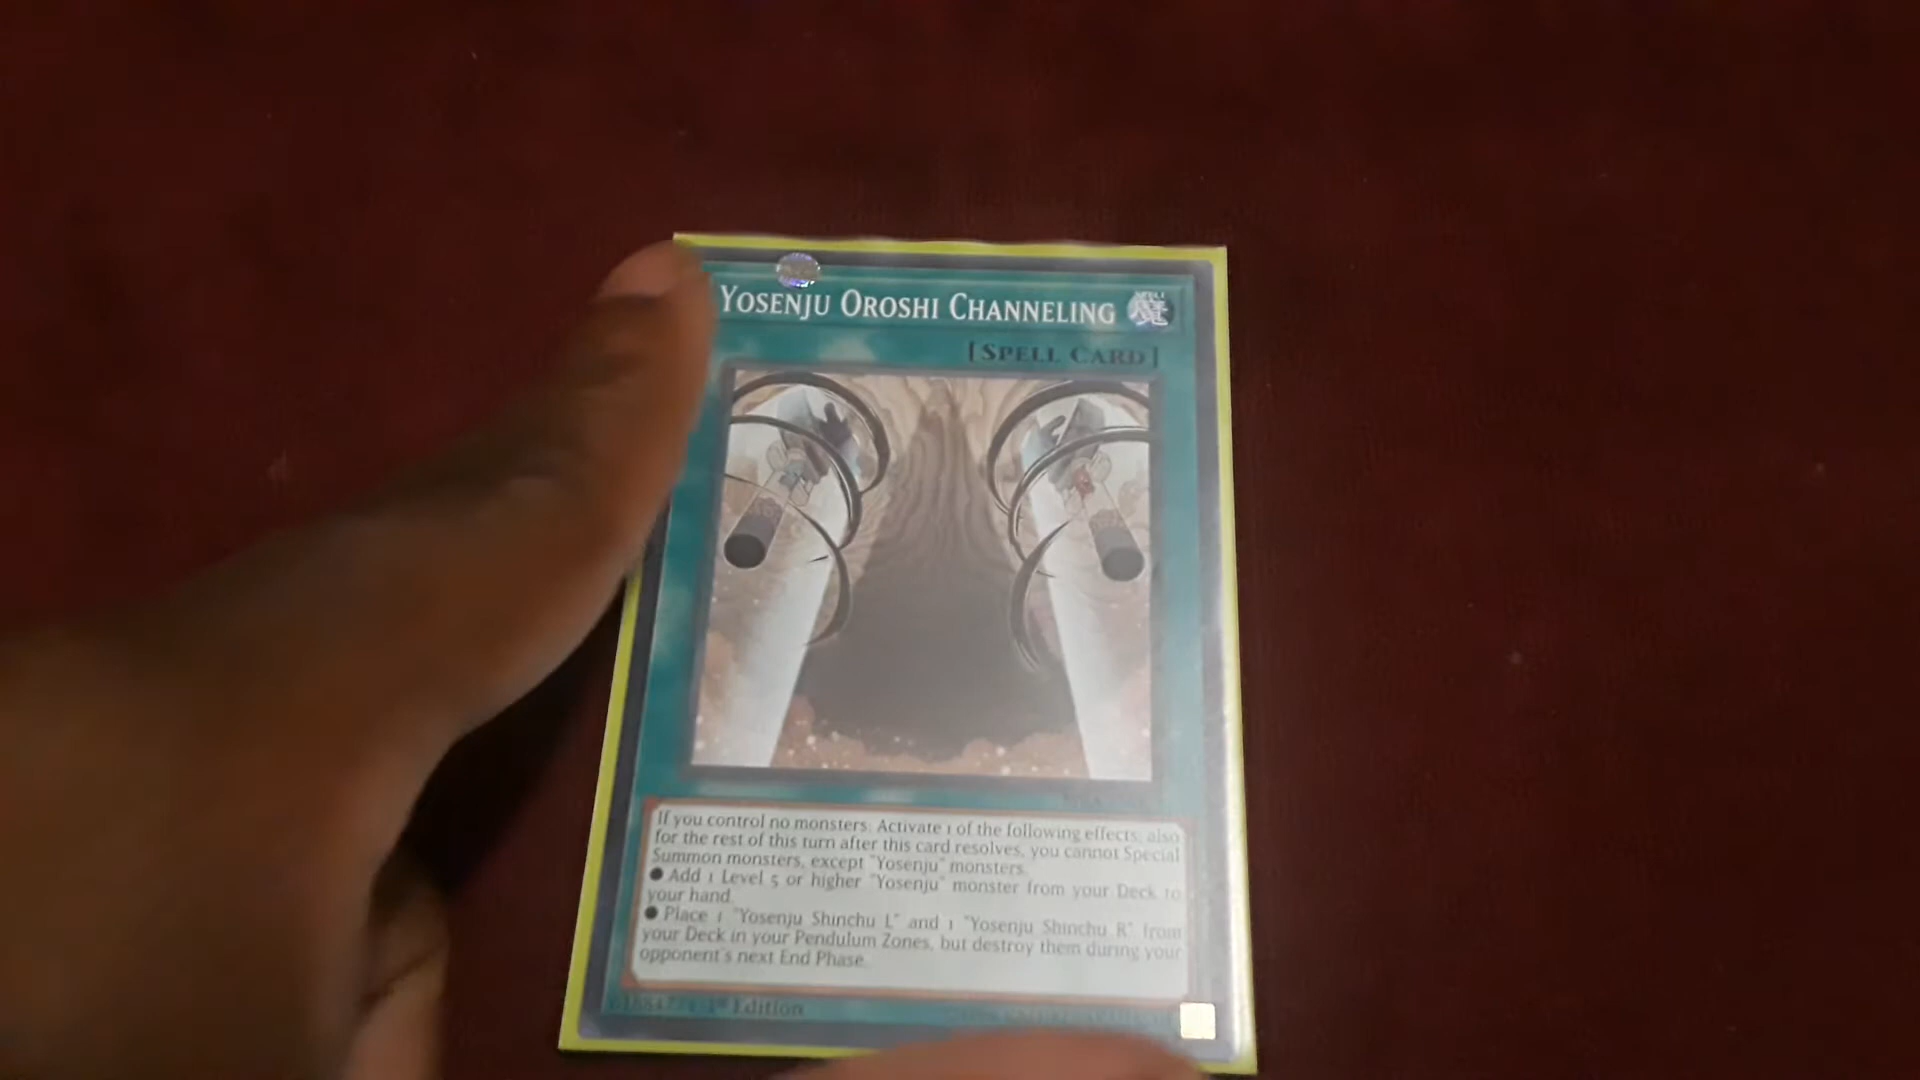 YOSENJU OROSHI CHANNELING
[SPELL CARD]
If you control no monsters: Activate 1 of the following effects, also
for the rest of this turn after this card resolves, you cannot Special
Summon monsters, except "Yosenju" monsters.
● Add 1 Level 5 or higher "Yosenju" monster from your Deck to
your hand.
● Place 1 "Yosenju Shinchu L" and 1 "Yosenju Shinchu R" from
your Deck in your Pendulum Zones, but destroy them during your
opponent's next End Phase.
1st Edition